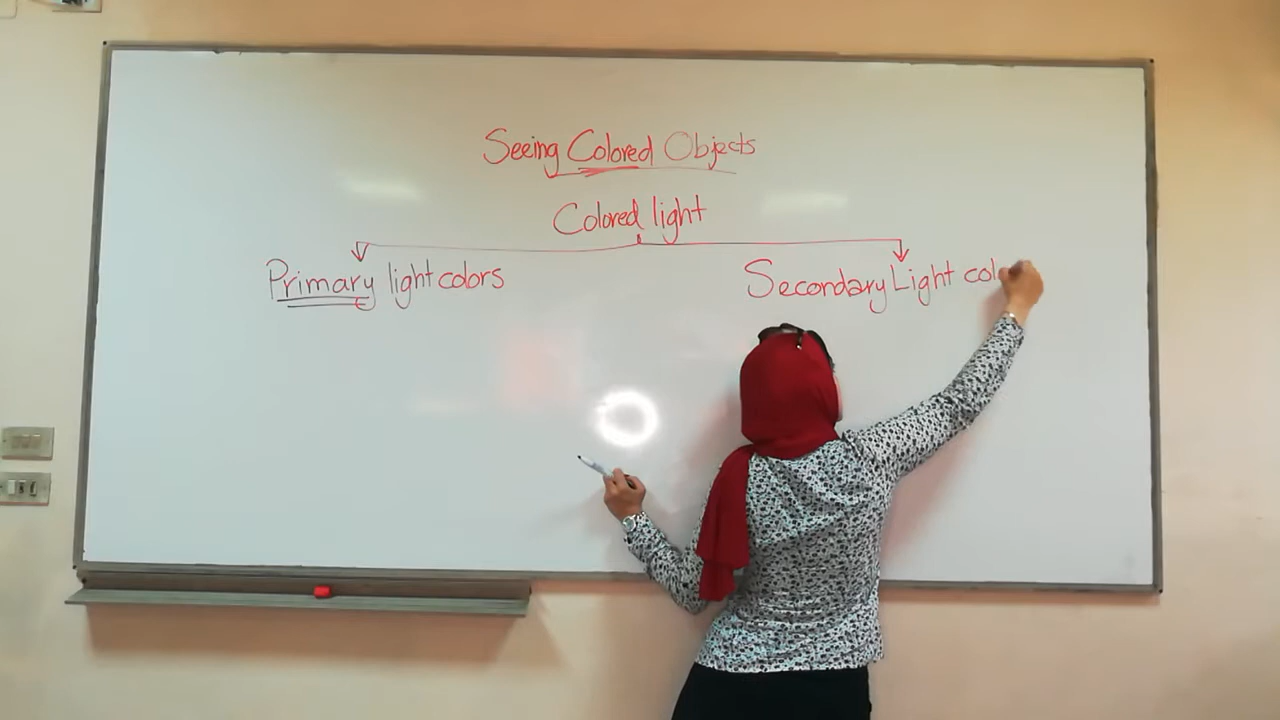 Seeing Colored Objects
Colored light
Primary light colors
Secondary Light col